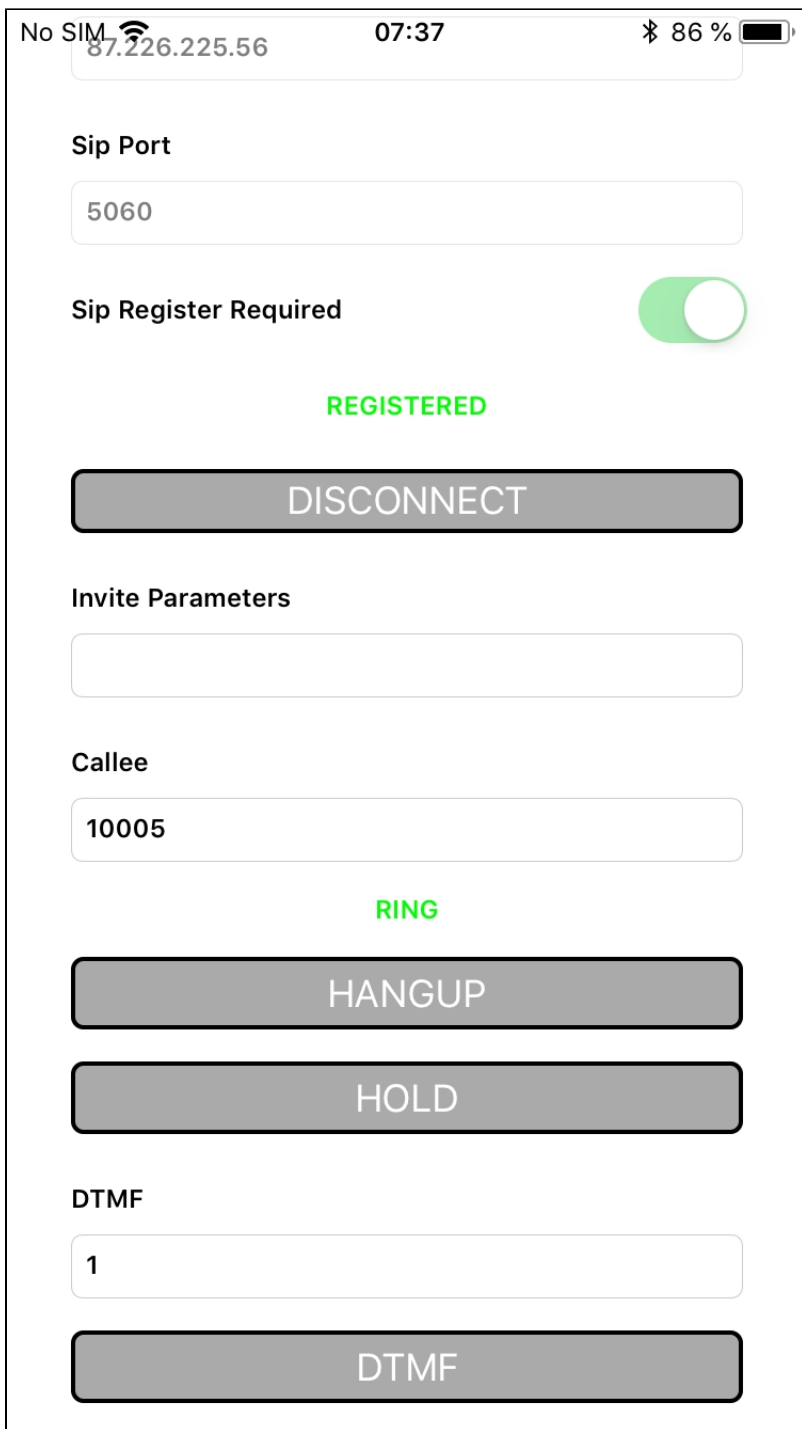 No SIM 07:37 86 %
87.226.225.56
Sip Port
5060
Sip Register Required
REGISTERED
DISCONNECT
Invite Parameters
Callee
10005
RING
HANGUP
HOLD
DTMF
1
DTMF